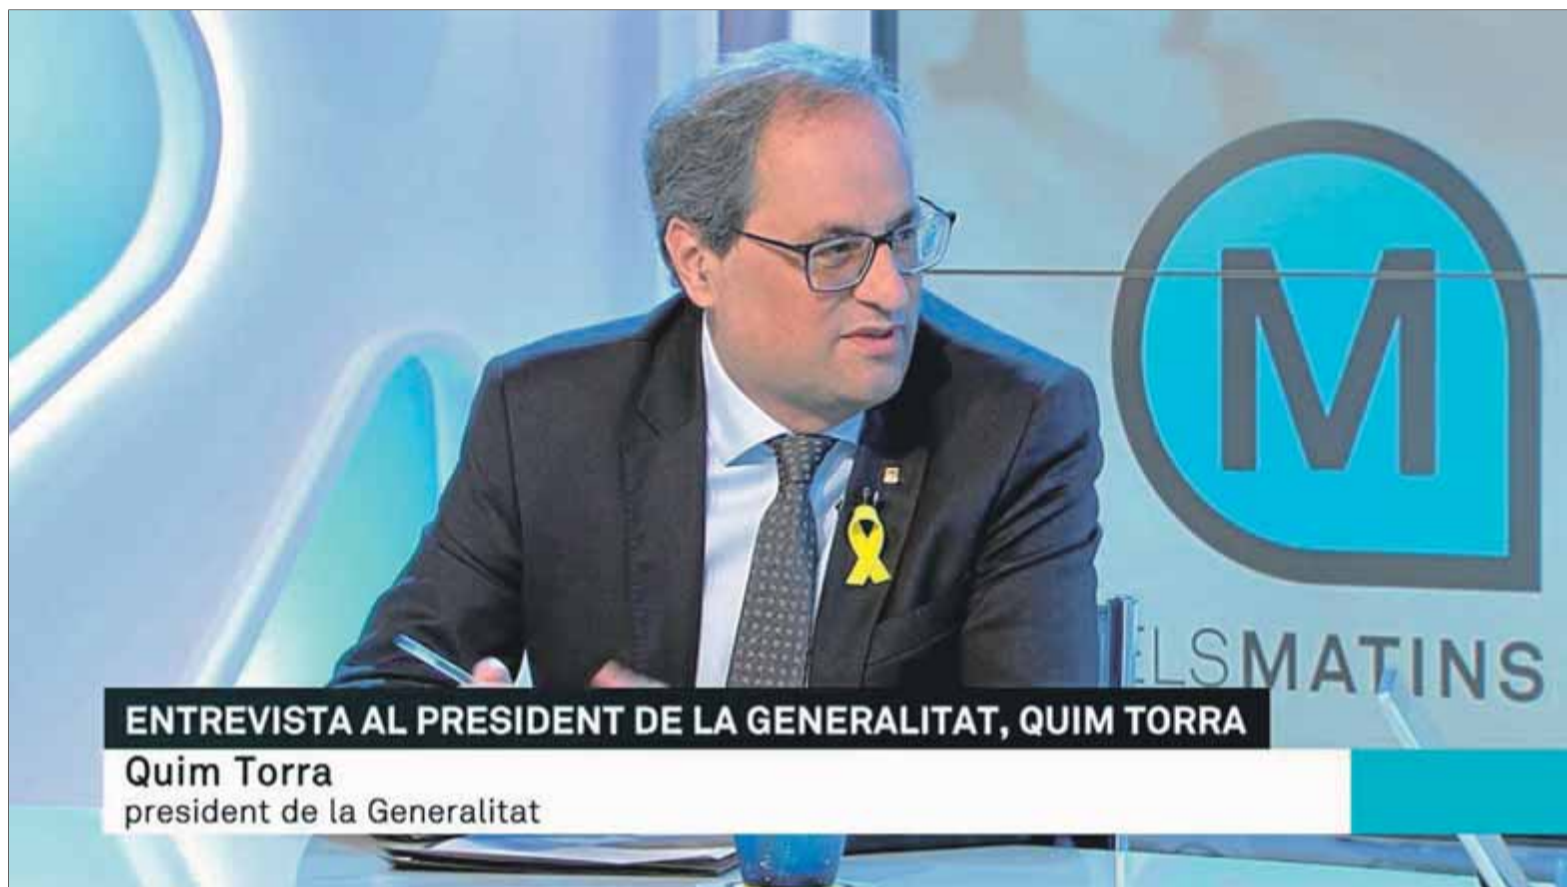 M
ELSMATINS
ENTREVISTA AL PRESIDENT DE LA GENERALITAT, QUIM TORRA
Quim Torra
president de la Generalitat